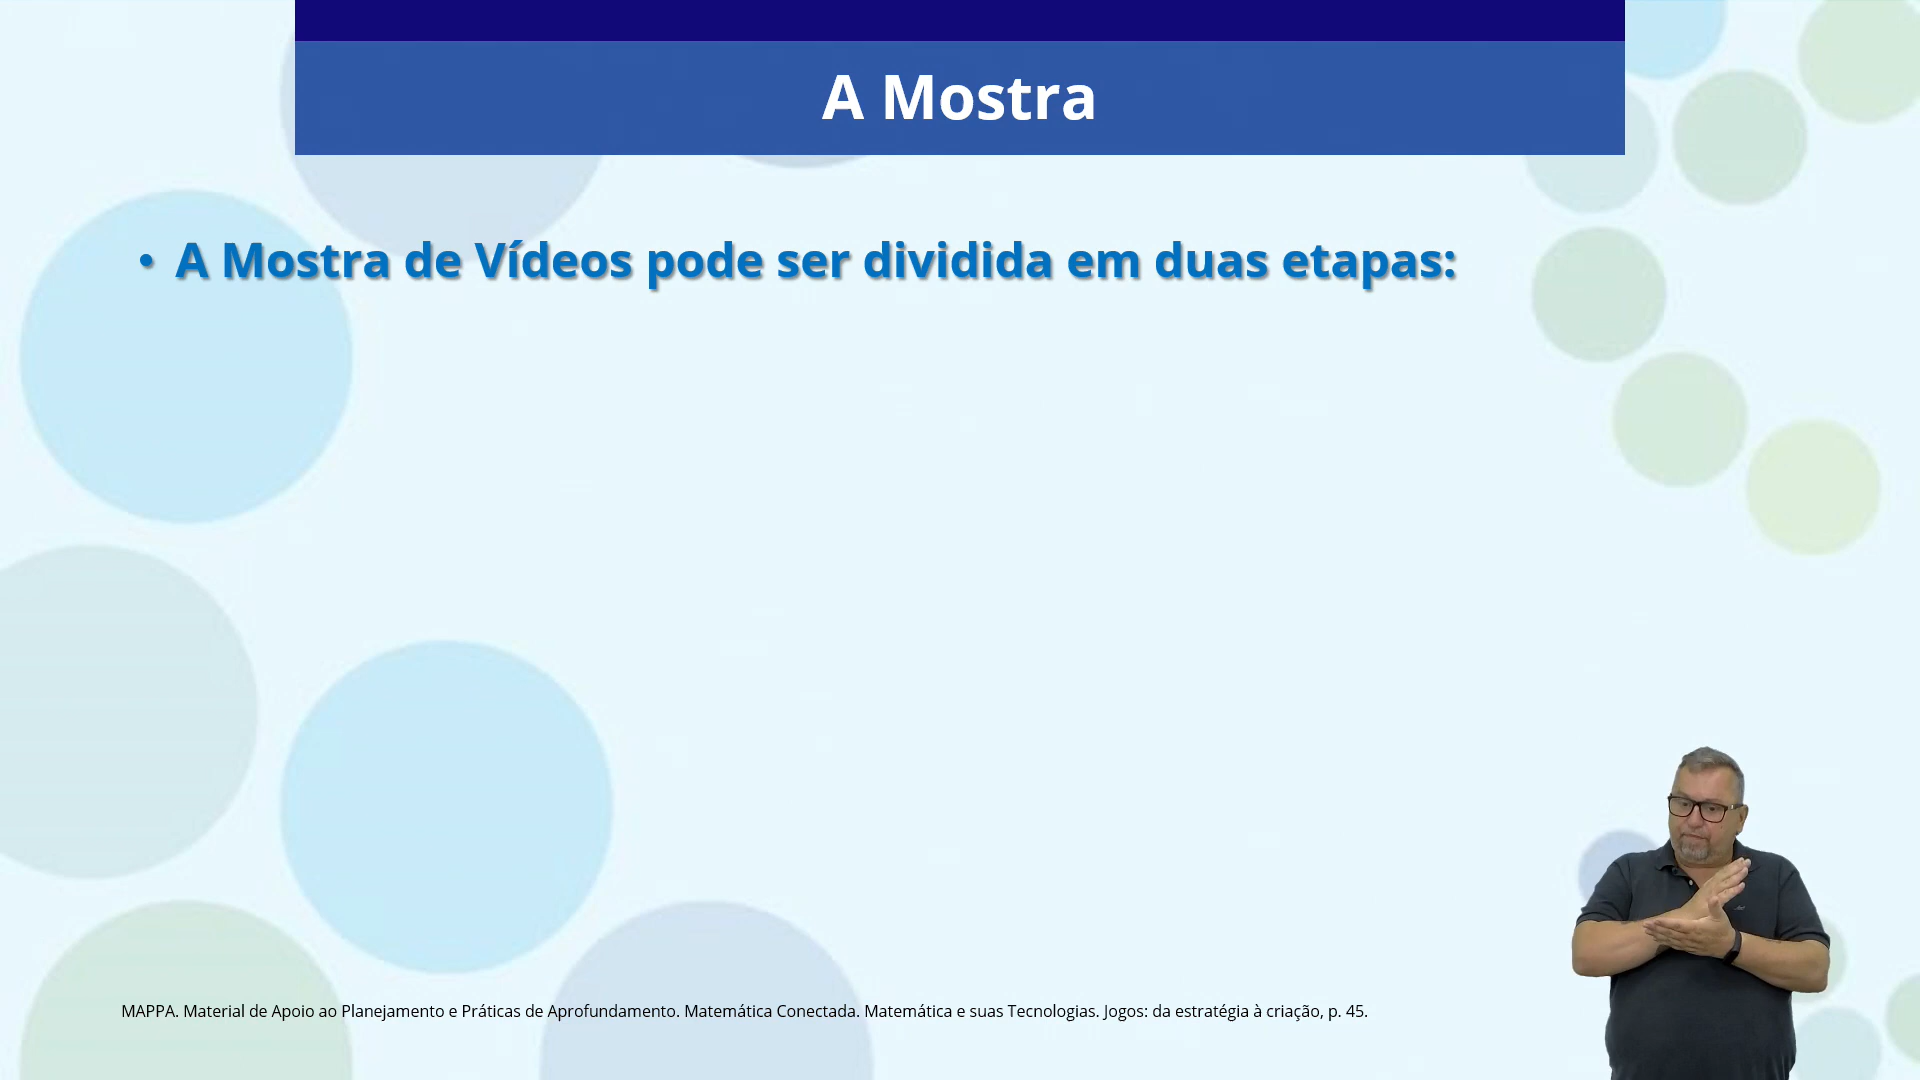 A Mostra
• A Mostra de Vídeos pode ser dividida em duas etapas:
MAPPA. Material de Apoio ao Planejamento e Práticas de Aprofundamento. Matemática Conectada. Matemática e suas Tecnologias. Jogos: da estratégia à criação, p. 45.